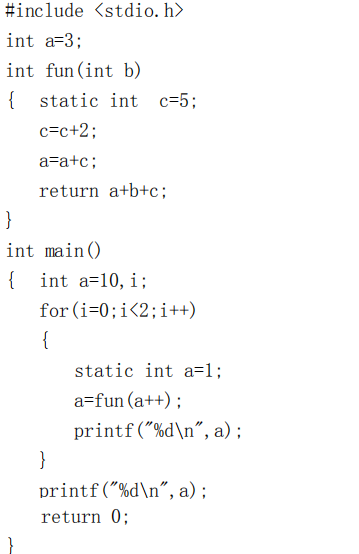 #include <stdio.h>
int a=3;
int fun(int b)
{  static int  c=5;
   c=c+2;
   a=a+c;
   return a+b+c;
}
int main()
{  int a=10,i;
   for(i=0;i<2;i++)
   {
      static int a=1;
      a=fun(a++);
      printf("%d\n",a);
   }
   printf("%d\n",a);
   return 0;
}